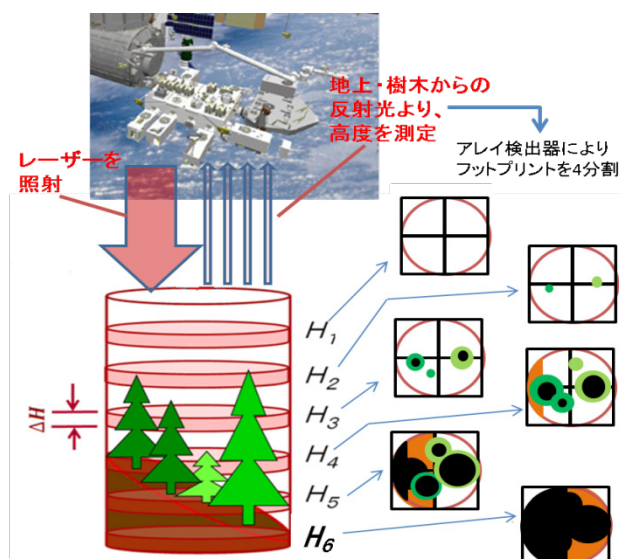 地上・樹木からの
反射光より、
高度を測定
アレイ検出器により
フットプリントを4分割
レーザーを
照射
H1
H2
H3
ΔH
H4
H5
H6